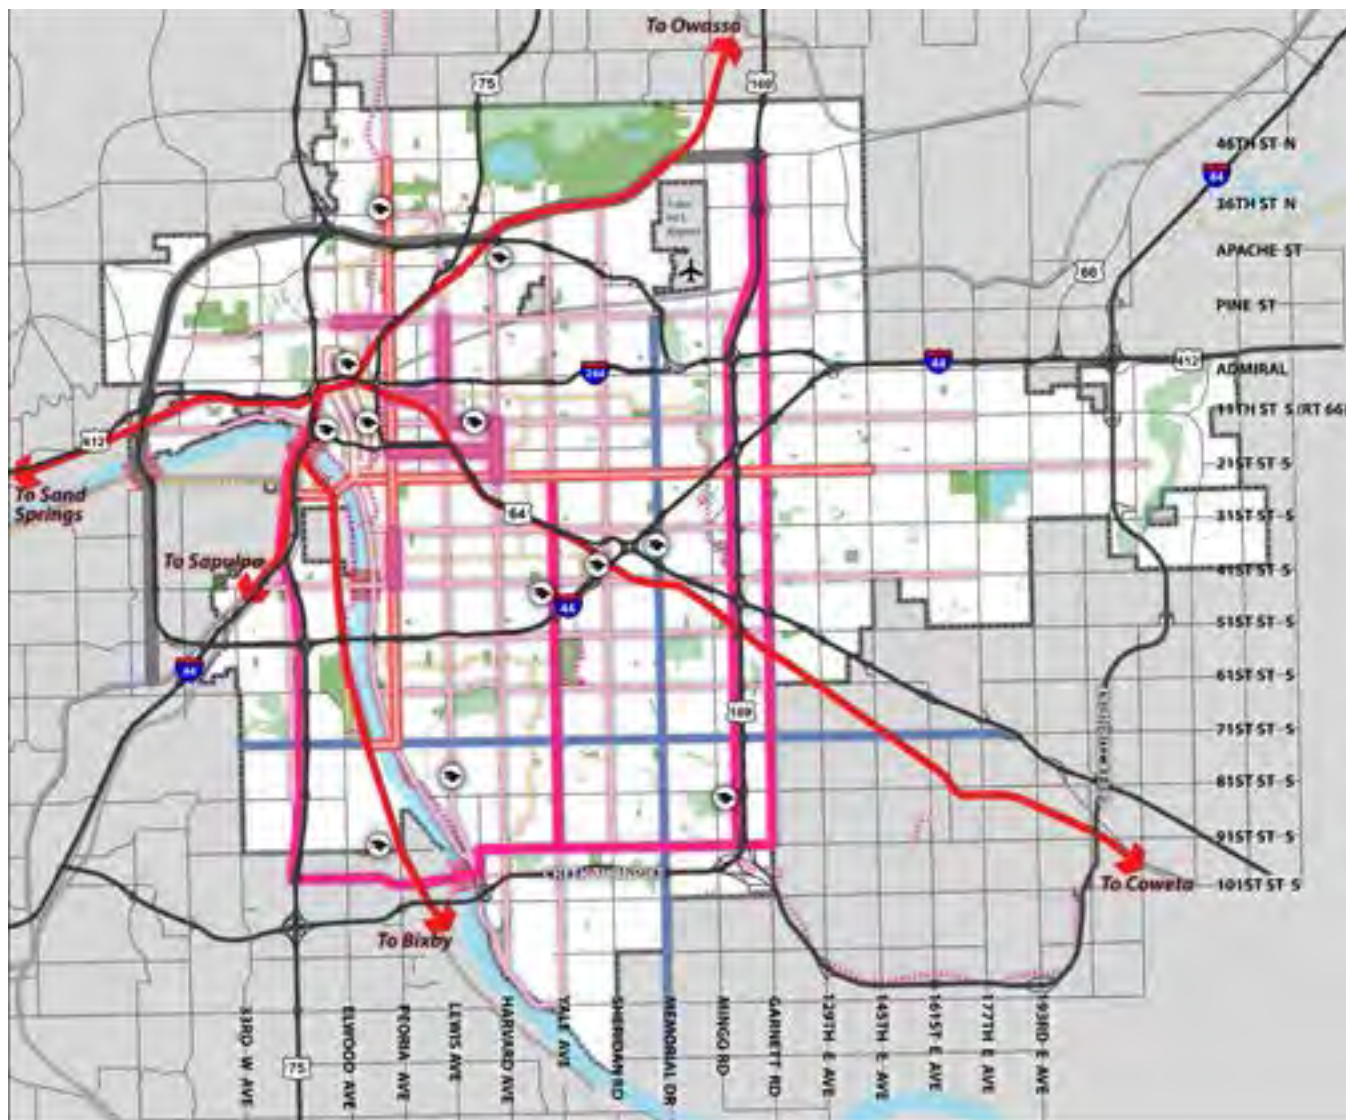 To Owasso
75
169
46TH ST N
44
36TH ST N
APACHE ST
66
PINE ST
412
ADMIRAL
244
44
11TH ST S (RT 66)
412
21ST ST S
To Sand
Springs
64
31ST ST S
To Sapulpa
41ST ST S
44
51ST ST S
44
61ST ST S
169
71ST ST S
81ST ST S
91ST ST S
To Coweta
101ST ST S
To Bixby
33RD W AVE
ELWOOD AVE
PEORIA AVE
LEWIS AVE
HARVARD AVE
YALE AVE
SHERIDAN RD
MEMORIAL DR
MINGO RD
GARNETT RD
129TH E AVE
145TH E AVE
161ST E AVE
177TH E AVE
193RD E AVE
75